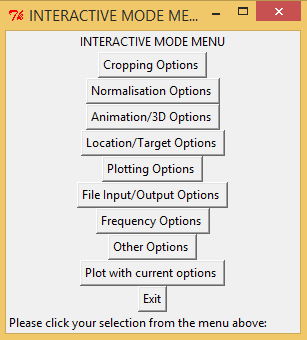 INTERACTIVE MODE ME...
INTERACTIVE MODE MENU
Cropping Options
Normalisation Options
Animation/3D Options
Location/Target Options
Plotting Options
File Input/Output Options
Frequency Options
Other Options
Plot with current options
Exit
Please click your selection from the menu above: